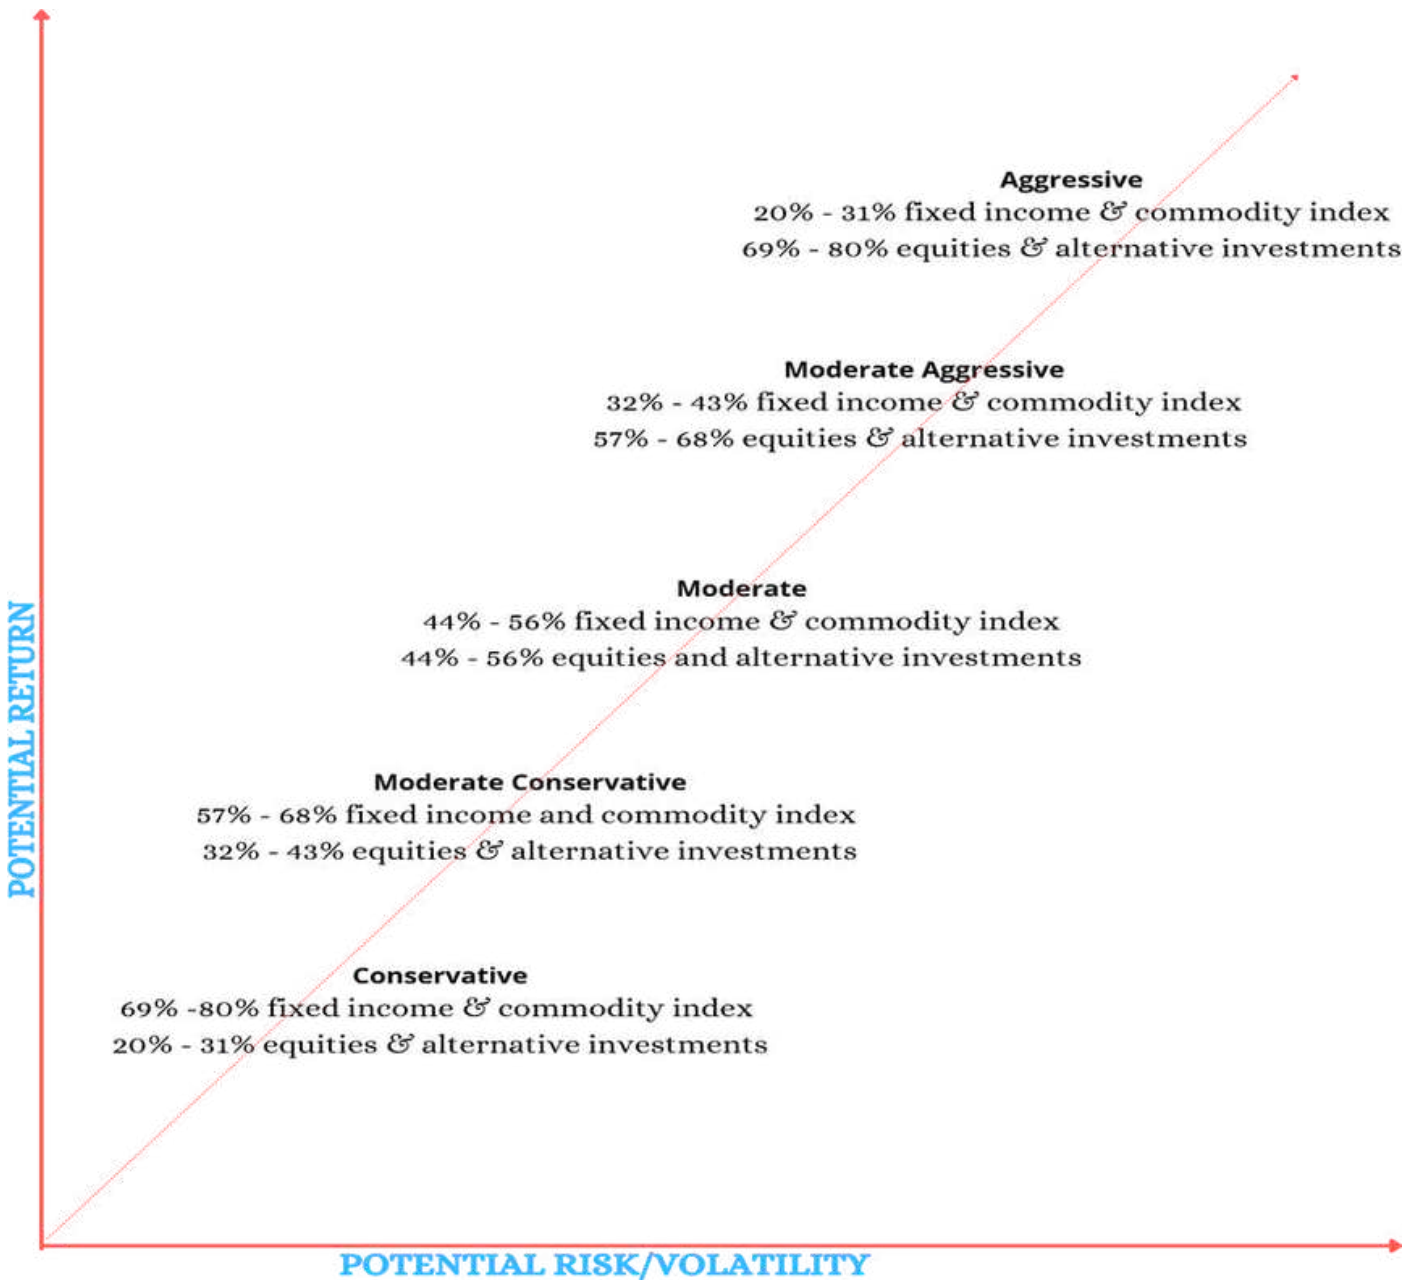 Aggressive
20% - 31% fixed income & commodity index
69% - 80% equities & alternative investments
Moderate Aggressive
32% - 43% fixed income & commodity index
57% - 68% equities & alternative investments
Moderate
44% - 56% fixed income & commodity index
44% - 56% equities and alternative investments
Moderate Conservative
57% - 68% fixed income and commodity index
32% - 43% equities & alternative investments
Conservative
69% -80% fixed income & commodity index
20% - 31% equities & alternative investments
POTENTIAL RETURN
POTENTIAL RISK/VOLATILITY